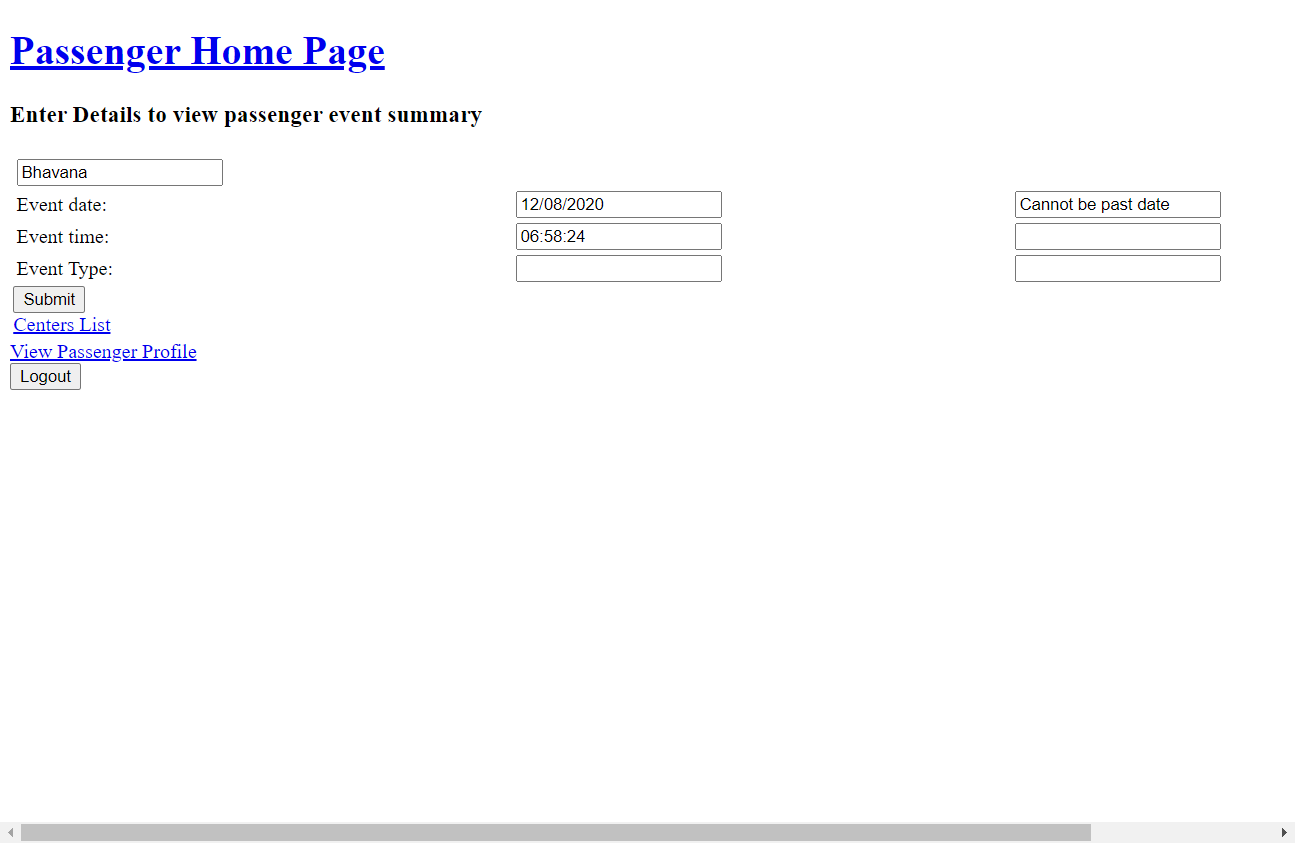 Passenger Home Page
Enter Details to view passenger event summary
Bhavana
Event date: 12/08/2020 Cannot be past date
Event time: 06:58:24
Event Type:
Submit
Centers List
View Passenger Profile
Logout